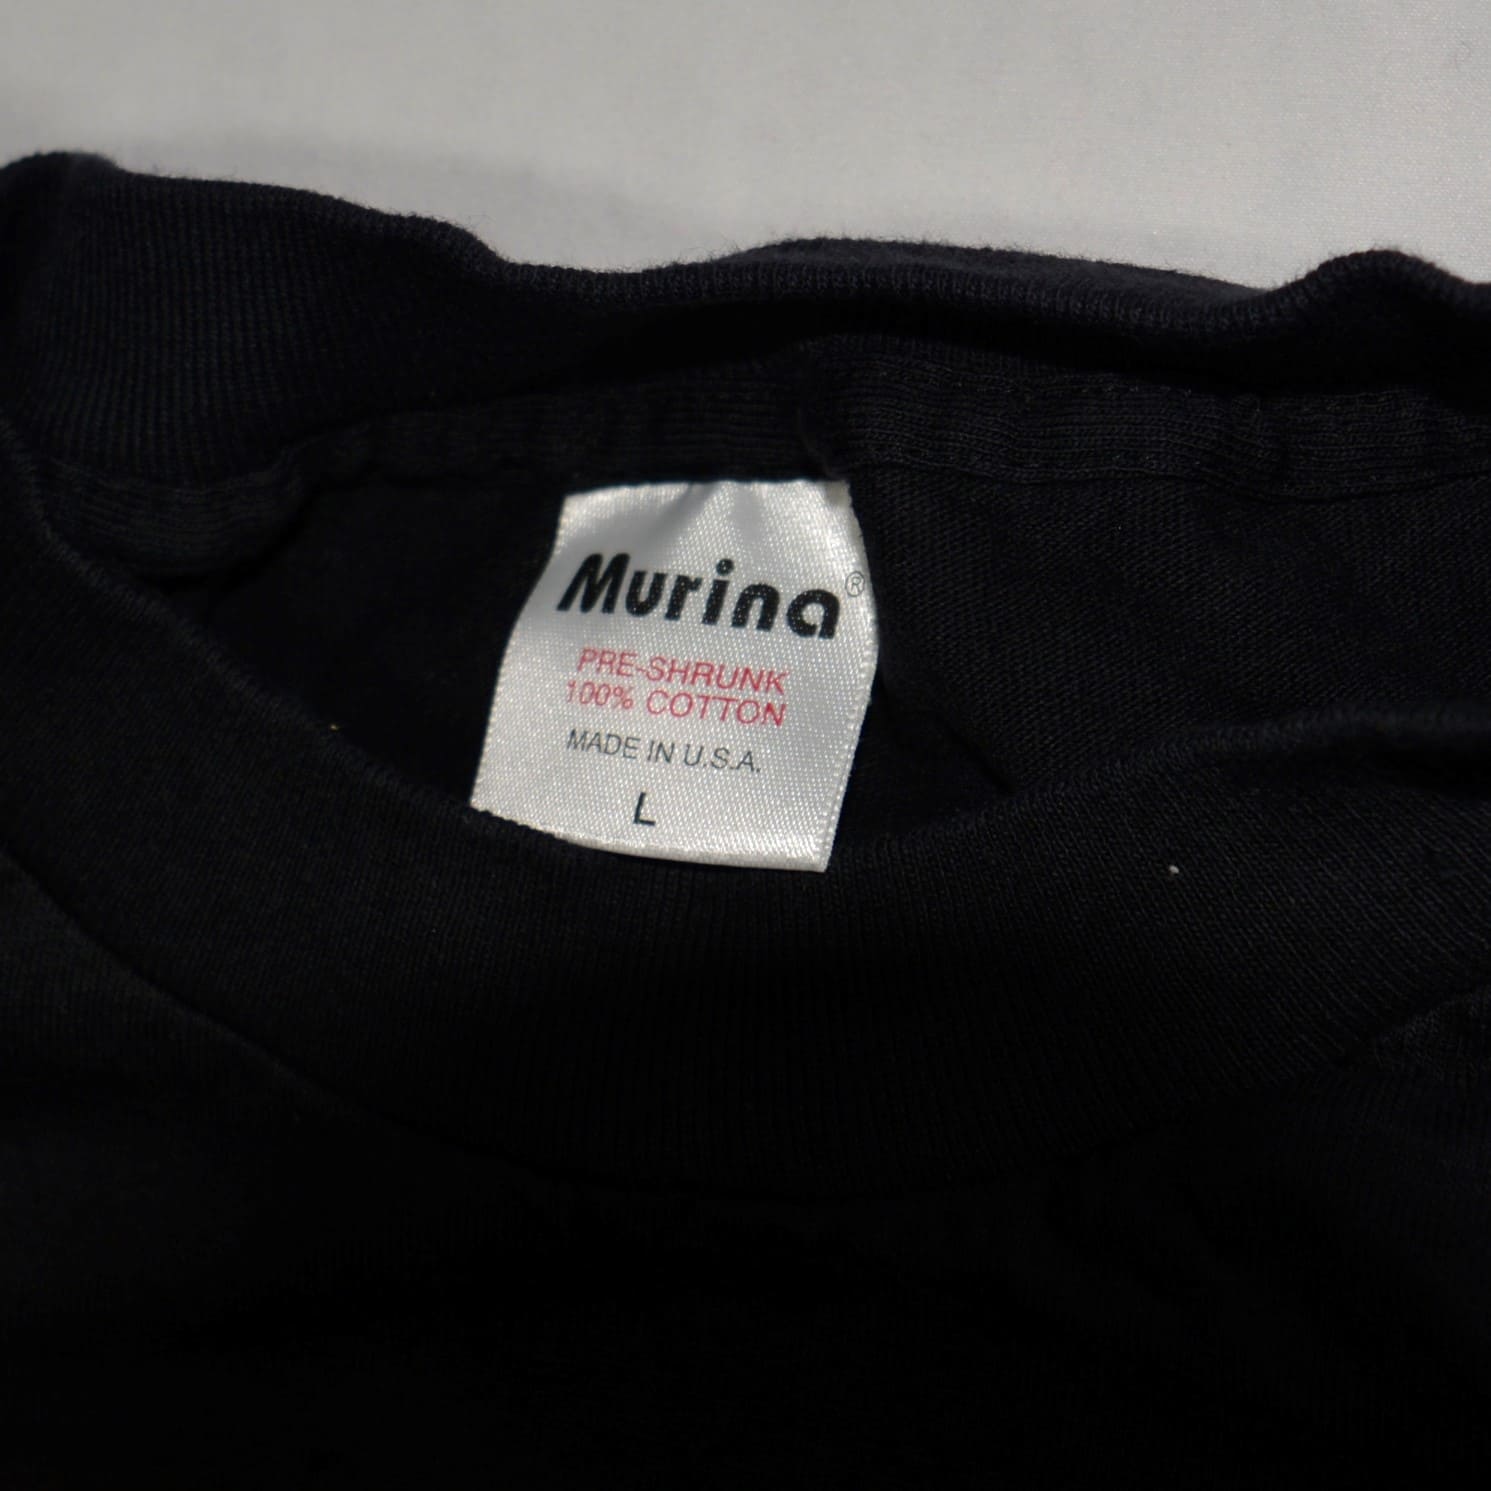 Murina®
PRE-SHRUNK
100% COTTON
MADE IN U.S.A.
L